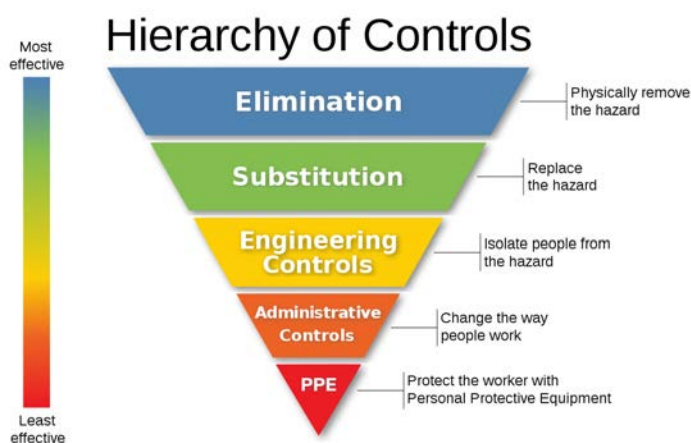 Hierarchy of Controls
Most
effective
Elimination
Physically remove
the hazard
Substitution
Replace
the hazard
Engineering
Controls
Isolate people from
the hazard
Administrative
Controls
Change the way
people work
PPE
Protect the worker with
Personal Protective Equipment
Least
effective